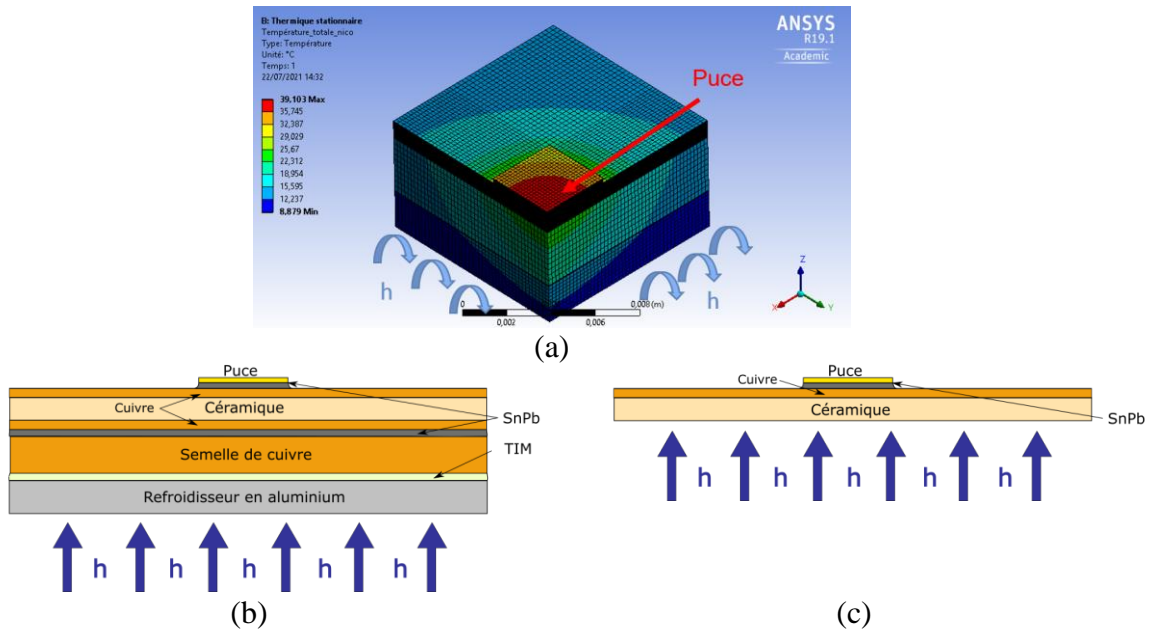 B: Thermique stationnaire
Température_totale_nico
Type: Température
Unité: °C
Temps: 1
22/07/2021 14:32
39,103 Max
35,745
32,387
29,029
25,67
22,312
18,954
15,595
12,237
8,879 Min
ANSYS
R19.1
Academic
Puce
h
h
0
0,008 (m)
0,002
0,006
Z
X
Y
(a)
Puce
Cuivre
Céramique
SnPb
Semelle de cuivre
TIM
Refroidisseur en aluminium
h h h h h
(b)
Puce
Cuivre
Céramique
SnPb
h h h h h
(c)